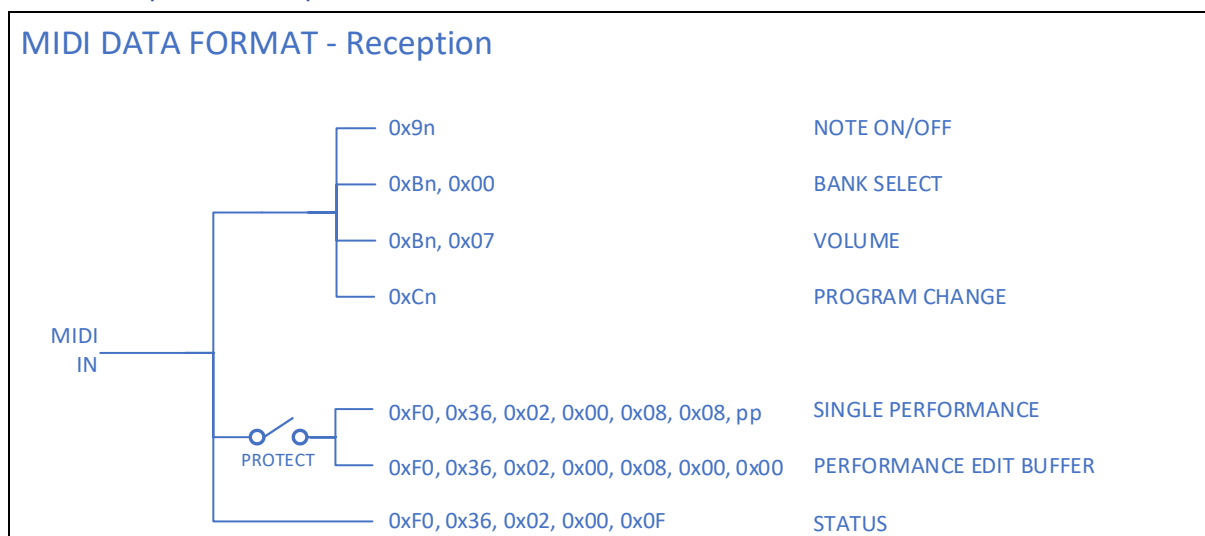 MIDI DATA FORMAT - Reception
0x9n NOTE ON/OFF
0xBn, 0x00 BANK SELECT
0xBn, 0x07 VOLUME
0xCn PROGRAM CHANGE
MIDI
IN
0xF0, 0x36, 0x02, 0x00, 0x08, 0x08, pp SINGLE PERFORMANCE
PROTECT
0xF0, 0x36, 0x02, 0x00, 0x08, 0x00, 0x00 PERFORMANCE EDIT BUFFER
0xF0, 0x36, 0x02, 0x00, 0x0F STATUS